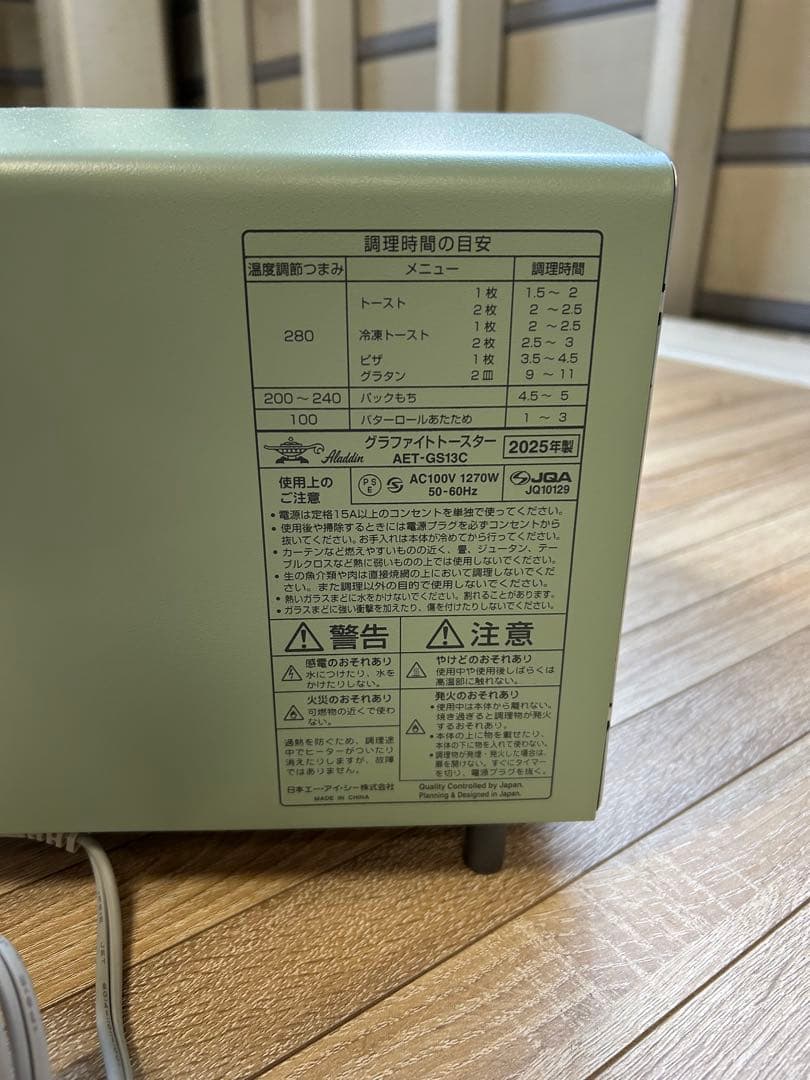 調理時間の目安
温度調節つまみ メニュー 調理時間
280 トースト 1枚 1.5～ 2
2枚 2 ～2.5
冷凍トースト 1枚 2 ～2.5
2枚 2.5～ 3
ピザ 1枚 3.5～4.5
グラタン 2皿 9 ～11
200～240 パックもち 4.5～ 5
100 バターロールあたため 1 ～ 3
Aladdin グラファイトトースター 2025年製
AET-GS13C
使用上の
ご注意
PSE AC100V 1270W
50-60Hz
JQA
JQ10129
•電源は定格15A以上のコンセントを単独で使ってください。
•使用後や掃除するときには電源プラグを必ずコンセントから
抜いてください。お手入れは本体が冷めてから行ってください。
•カーテンなど燃えやすいものの近く、畳、ジュータン、テー
ブルクロスなど熱に弱いものの上では使用しないでください。
•生の魚介類や肉は直接焼網の上において調理しないでくだ
さい。また調理以外の目的で使用しないでください。
•熱いガラスまどに水をかけないでください。割れることがあります。
•ガラスまどに強い衝撃を加えたり、傷を付けたりしないでください。
警告
感電のおそれあり
水につけたり、水を
かけたりしない。
火災のおそれあり
可燃物の近くで使わ
ない。
過熱を防ぐため、調理途
中でヒーターがついたり
消えたりしますが、故障
ではありません。
日本エー・アイ・シー株式会社
MADE IN CHINA
注意
やけどのおそれあり
使用中や使用後しばらくは
高温部に触れない。
発火のおそれあり
•使用中は本体から離れない。
焼き過ぎると調理物が発火
するおそれあり。
•本体の上に物を載せたり、
本体の下に物を入れて使わない。
•調理物が発煙・発火した場合は、
扉を開けない。すぐにタイマー
を切り、電源プラグを抜く。
Quality Controlled by Japan.
Planning & Designed in Japan.